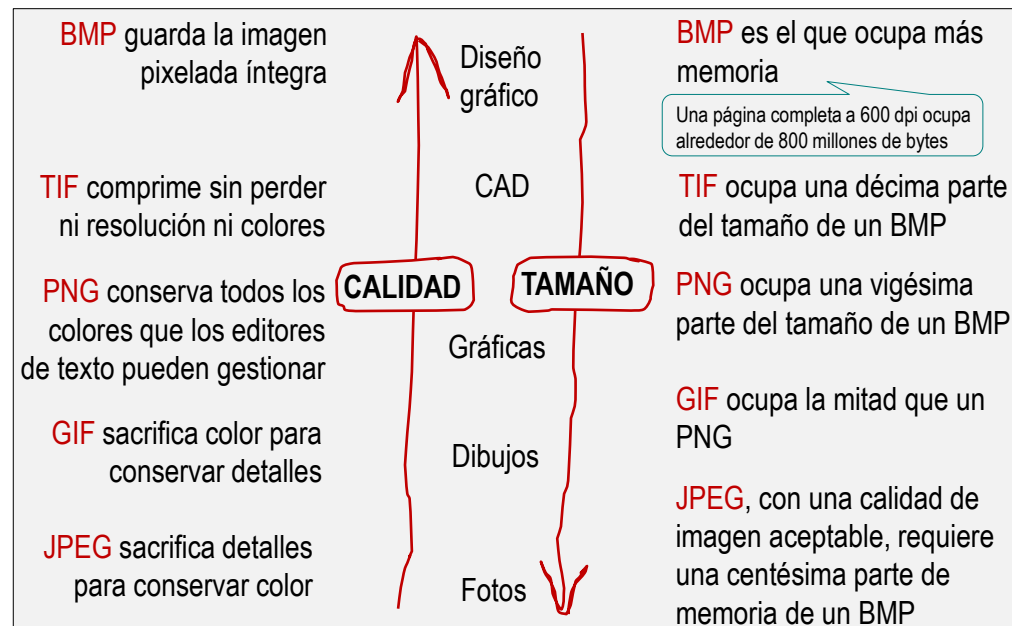 BMP guarda la imagen
pixelada íntegra
TIF comprime sin perder
ni resolución ni colores
PNG conserva todos los
colores que los editores
de texto pueden gestionar
GIF sacrifica color para
conservar detalles
JPEG sacrifica detalles
para conservar color
CALIDAD
Diseño
gráfico
CAD
Gráficas
Dibujos
Fotos
TAMAÑO
BMP es el que ocupa más
memoria
Una página completa a 600 dpi ocupa
alrededor de 800 millones de bytes
TIF ocupa una décima parte
del tamaño de un BMP
PNG ocupa una vigésima
parte del tamaño de un BMP
GIF ocupa la mitad que un
PNG
JPEG, con una calidad de
imagen aceptable, requiere
una centésima parte de
memoria de un BMP